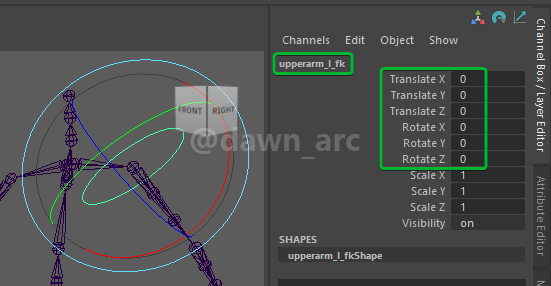 Channels Edit Object Show
upperarm_l_fk
Translate X 0
Translate Y 0
Translate Z 0
Rotate X 0
Rotate Y 0
Rotate Z 0
Scale X 1
Scale Y 1
Scale Z 1
Visibility on
SHAPES
upperarm_l_fkShape
FRONT RIGHT
@dawn_arc
Channel Box / Layer Editor
Attribute Editor